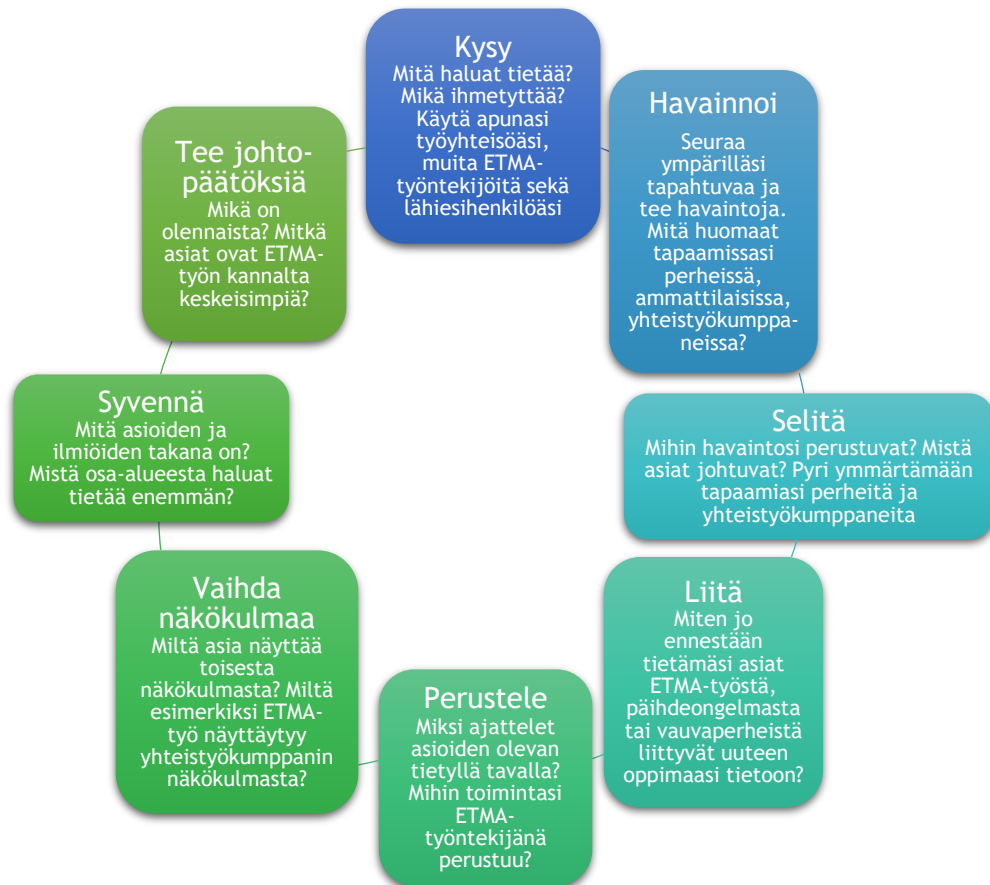 Kysy
Mitä haluat tietää?
Mikä ihmetyttää?
Käytä apunasi
työyhteisöäsi,
muita ETMA-
työntekijöitä sekä
lähiesihenkilöäsi
Havainnoi
Seuraa
ympärilläsi
tapahtuvaa ja
tee havaintoja.
Mitä huomaat
tapaamissasi
perheissä,
ammattilaisissa,
yhteistyökumppa-
neissa?
Selitä
Mihin havaintosi perustuvat? Mistä
asiat johtuvat? Pyri ymmärtämään
tapaamiasi perheitä ja
yhteistyökumppaneita
Liitä
Miten jo
ennestään
tietämäsi asiat
ETMA-työstä,
päihdeongelmasta
tai vauvaperheistä
liittyvät uuteen
oppimaasi tietoon?
Perustele
Miksi ajattelet
asioiden olevan
tietyllä tavalla?
Mihin toimintasi
ETMA-
työntekijänä
perustuu?
Vaihda
näkökulmaa
Miltä asia näyttää
toisesta
näkökulmasta? Miltä
esimerkiksi ETMA-
työ näyttäytyy
yhteistyökumppanin
näkökulmasta?
Syvennä
Mitä asioiden ja
ilmiöiden takana on?
Mistä osa-alueesta haluat
tietää enemmän?
Tee johto-
päätöksiä
Mikä on
olennaista? Mitkä
asiat ovat ETMA-
työn kannalta
keskeisimpiä?